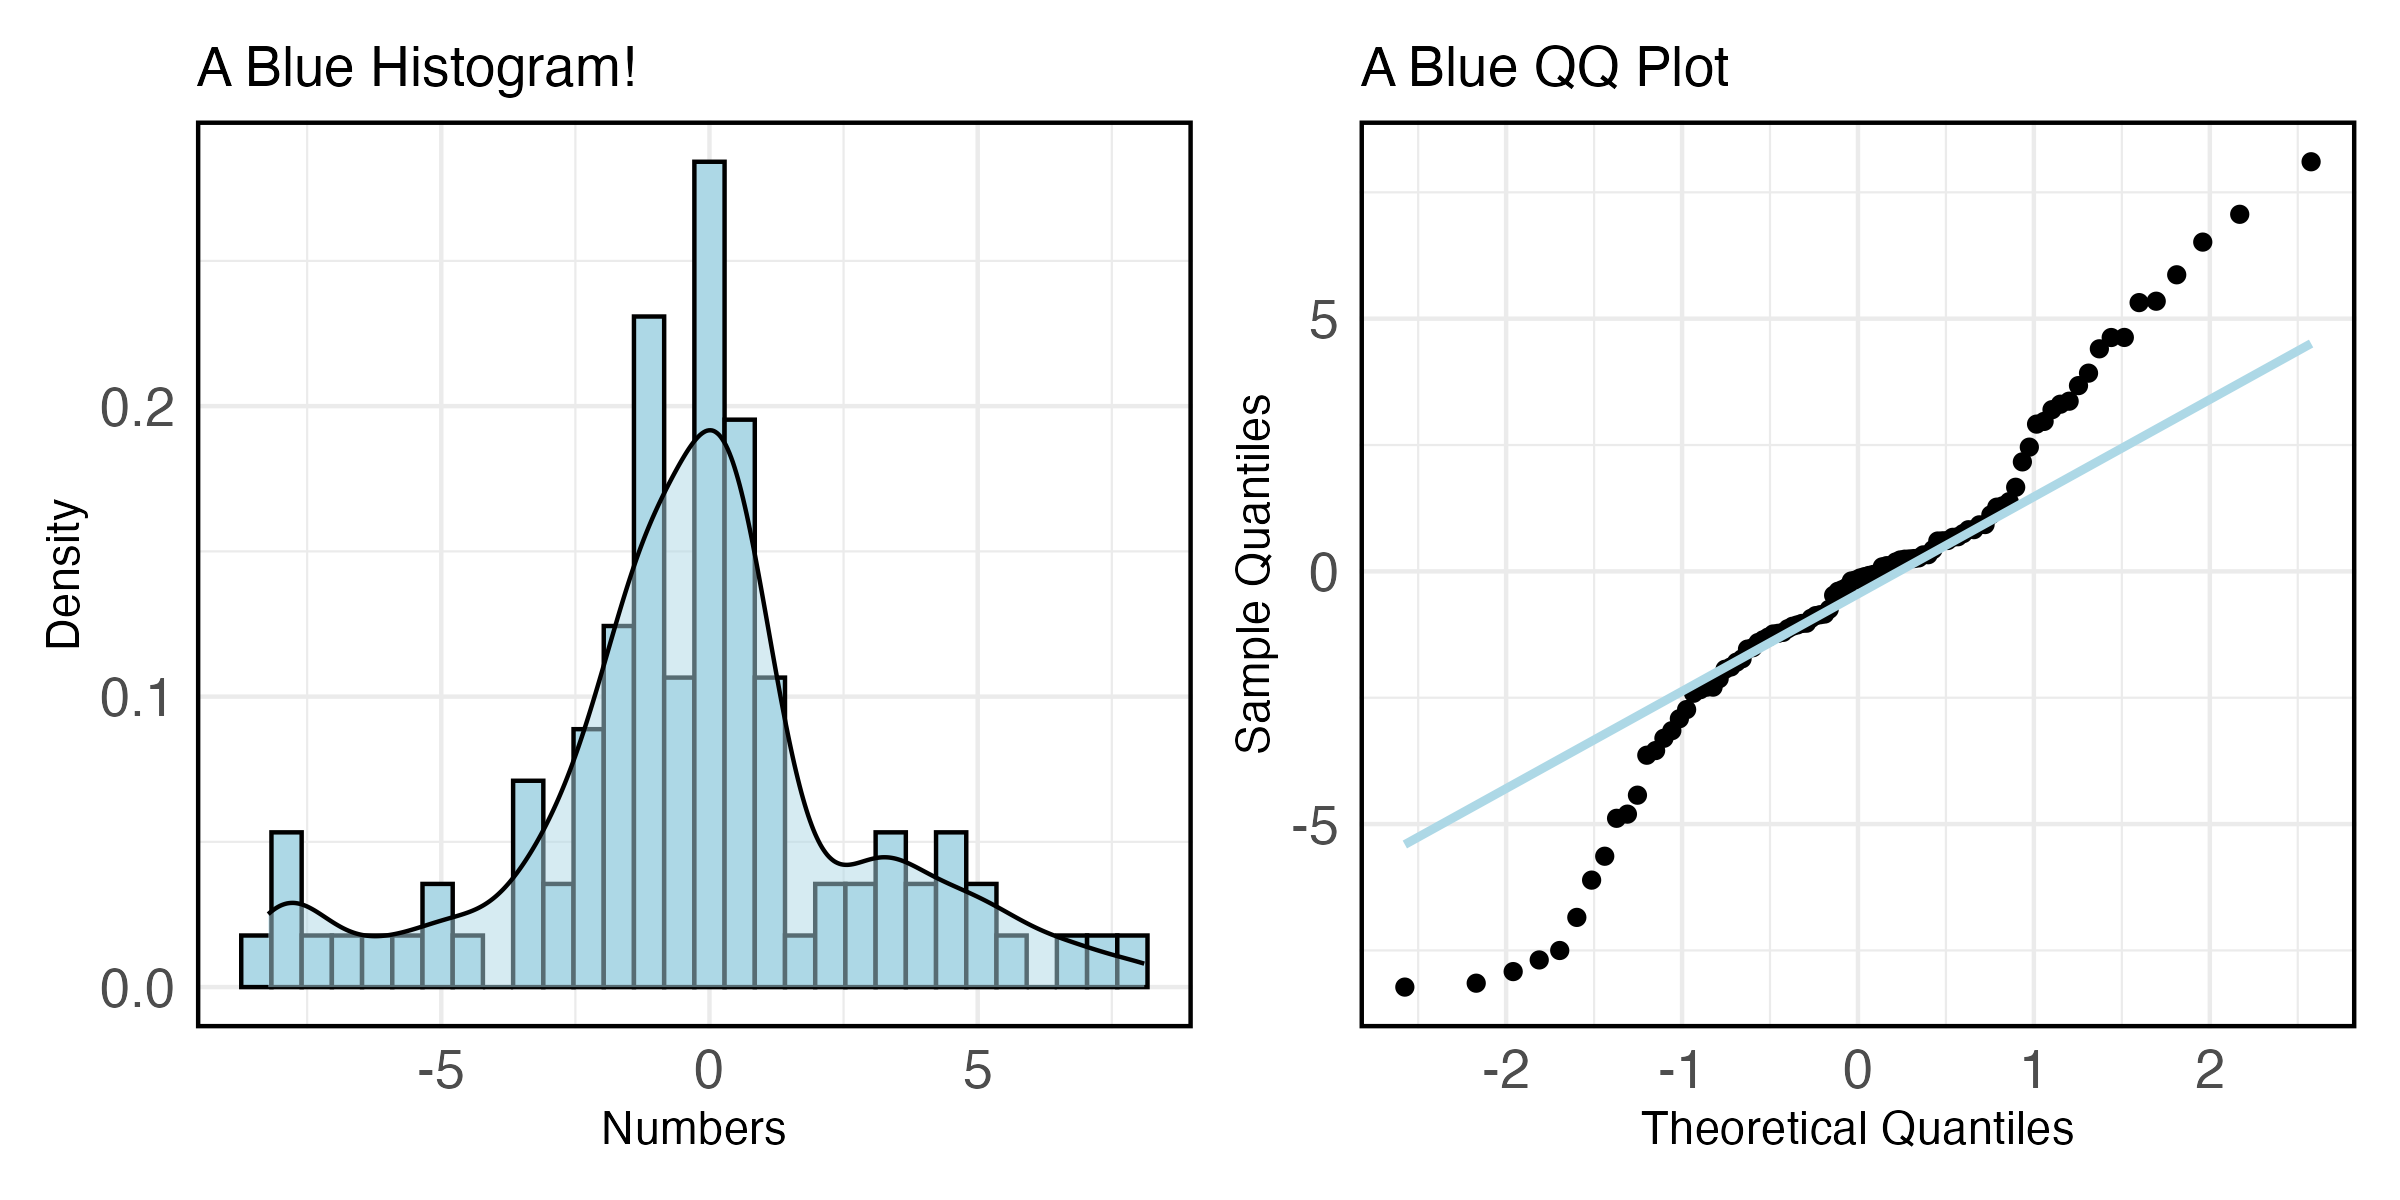 A Blue Histogram!
Density
0.2
0.1
0.0
-5 0 5
Numbers
A Blue QQ Plot
Sample Quantiles
5
0
-5
-2 -1 0 1 2
Theoretical Quantiles